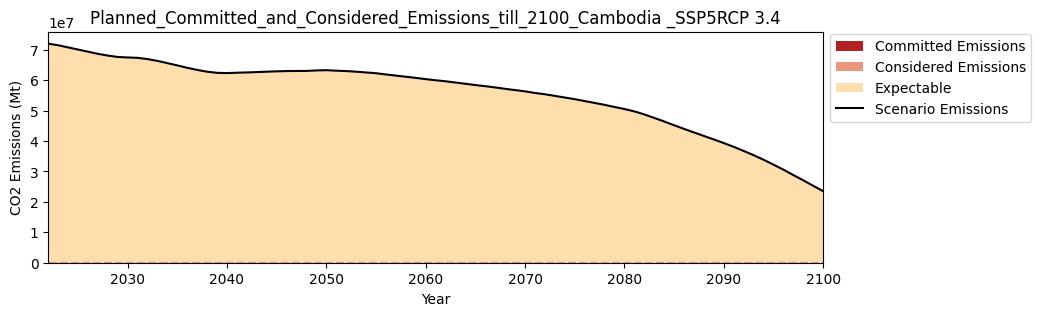 Planned_Committed_and_Considered_Emissions_till_2100_Cambodia _SSP5RCP 3.4
1e7
7
6
5
4
3
2
1
0
CO2 Emissions (Mt)
2030 2040 2050 2060 2070 2080 2090 2100
Year
Committed Emissions
Considered Emissions
Expectable
Scenario Emissions